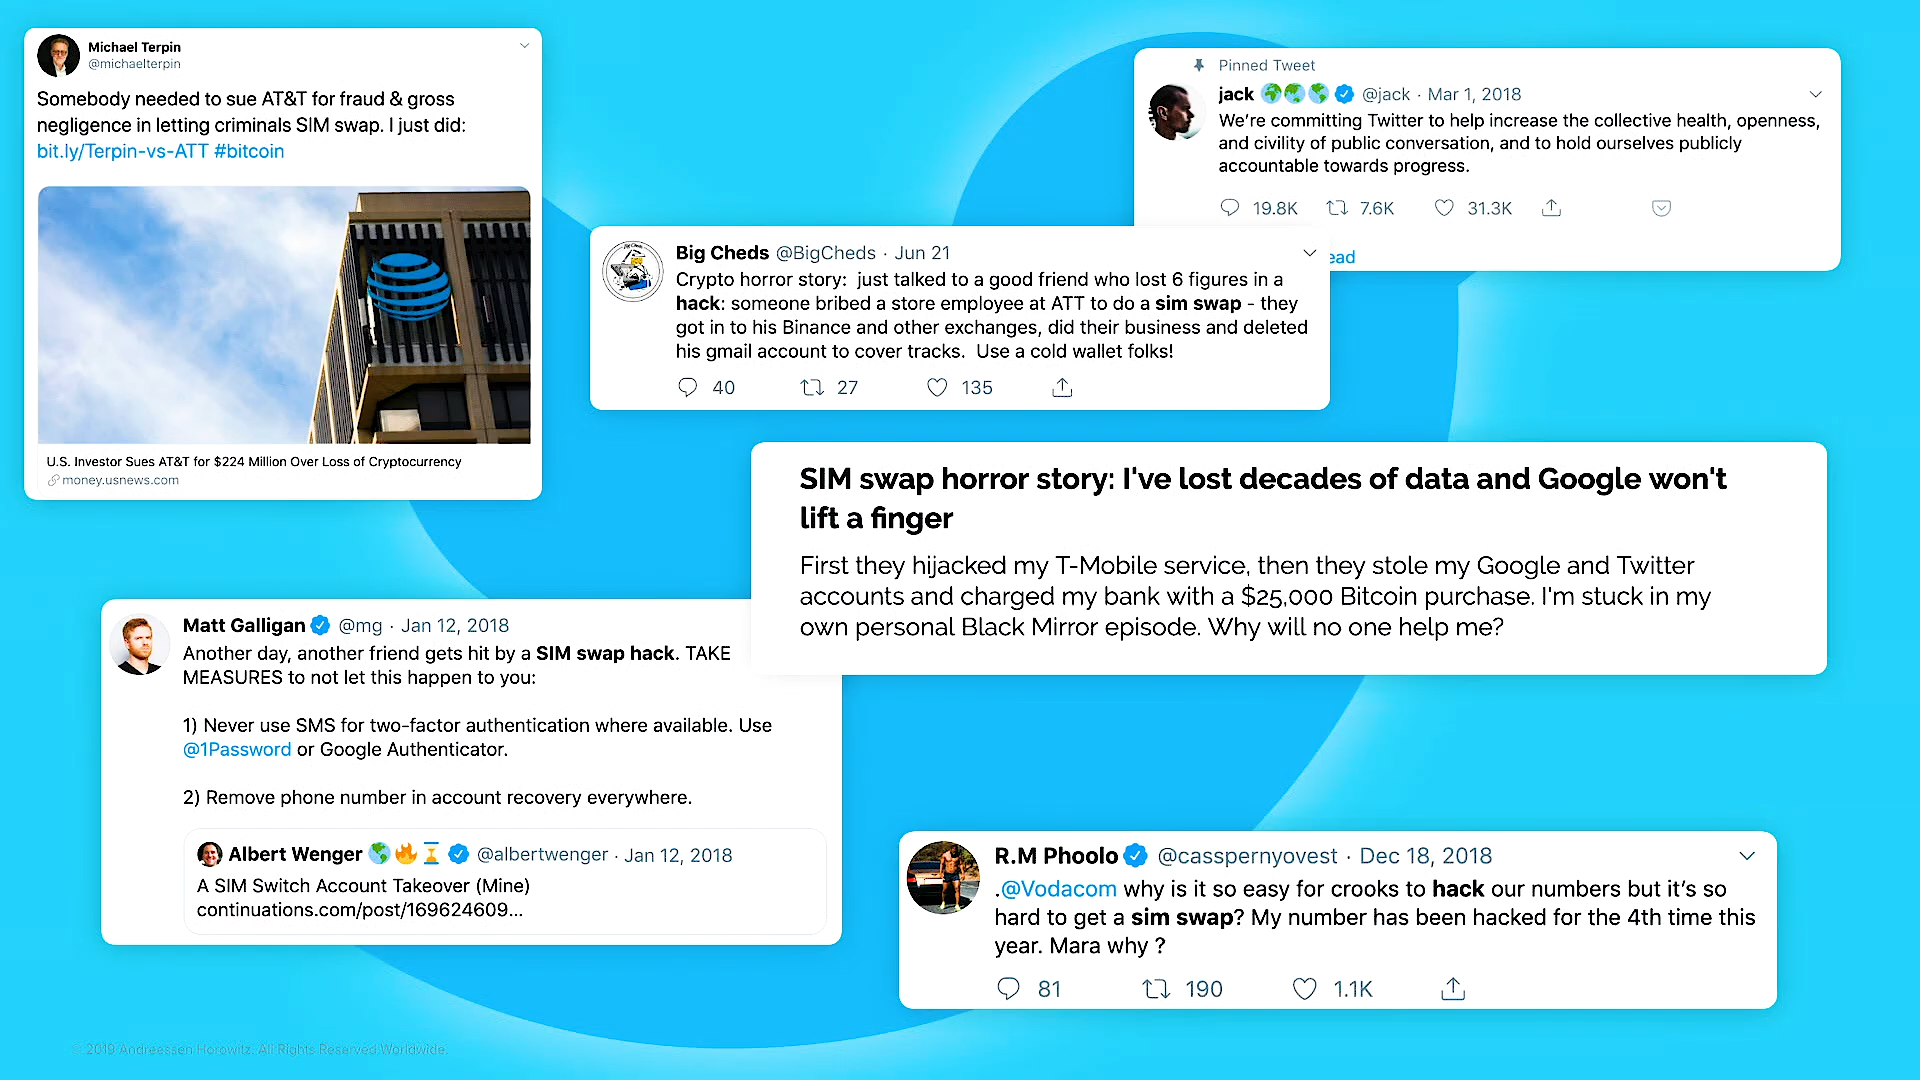 Michael Terpin
@michaelterpin
Somebody needed to sue AT&T for fraud & gross
negligence in letting criminals SIM swap. I just did:
bit.ly/Terpin-vs-ATT #bitcoin
U.S. Investor Sues AT&T for $224 Million Over Loss of Cryptocurrency
money.usnews.com
Pinned Tweet
jack @jack · Mar 1, 2018
We're committing Twitter to help increase the collective health, openness,
and civility of public conversation, and to hold ourselves publicly
accountable towards progress.
19.8K 7.6K 31.3K
ead
Big Cheds @BigCheds · Jun 21
Crypto horror story: just talked to a good friend who lost 6 figures in a
hack: someone bribed a store employee at ATT to do a sim swap - they
got in to his Binance and other exchanges, did their business and deleted
his gmail account to cover tracks. Use a cold wallet folks!
40 27 135
SIM swap horror story: I've lost decades of data and Google won't
lift a finger
First they hijacked my T-Mobile service, then they stole my Google and Twitter
accounts and charged my bank with a $25,000 Bitcoin purchase. I'm stuck in my
own personal Black Mirror episode. Why will no one help me?
Matt Galligan @mg · Jan 12, 2018
Another day, another friend gets hit by a SIM swap hack. TAKE
MEASURES to not let this happen to you:
1) Never use SMS for two-factor authentication where available. Use
@1Password or Google Authenticator.
2) Remove phone number in account recovery everywhere.
Albert Wenger @albertwenger · Jan 12, 2018
A SIM Switch Account Takeover (Mine)
continuations.com/post/169624609...
R.M Phoolo @casspernyovest · Dec 18, 2018
.@Vodacom why is it so easy for crooks to hack our numbers but it's so
hard to get a sim swap? My number has been hacked for the 4th time this
year. Mara why ?
81 190 1.1K
© 2019 Andreessen Horowitz. All Rights Reserved Worldwide.